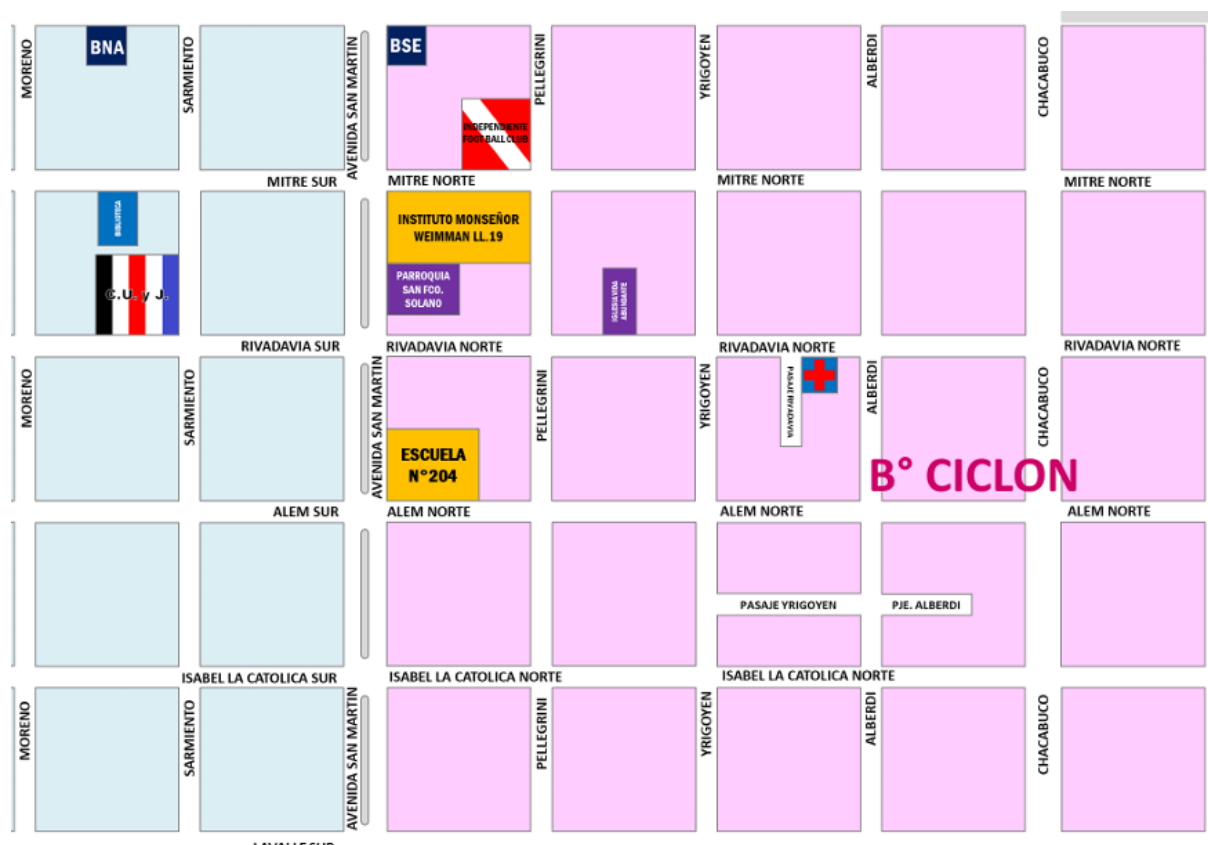 BNA
BSE
MORENO
SARMIENTO
AVENIDA SAN MARTIN
PELLEGRINI
YRIGOYEN
ALBERDI
CHACABUCO
INDEPENDIENTE
FOOT-BALL CLUB
MITRE SUR
MITRE NORTE
MITRE NORTE
MITRE NORTE
BIBLIOTECA
INSTITUTO MONSEÑOR
WEIMMAN LL.19
C.U. y J.
PARROQUIA
SAN FCO.
SOLANO
IGLESIA VIDA
ABUNDANTE
RIVADAVIA SUR
RIVADAVIA NORTE
RIVADAVIA NORTE
RIVADAVIA NORTE
MORENO
SARMIENTO
AVENIDA SAN MARTIN
PELLEGRINI
YRIGOYEN
PASAJE RIVADAVIA
ALBERDI
CHACABUCO
ESCUELA
N°204
B° CICLON
ALEM SUR
ALEM NORTE
ALEM NORTE
ALEM NORTE
PASAJE YRIGOYEN
PJE. ALBERDI
ISABEL LA CATOLICA SUR
ISABEL LA CATOLICA NORTE
ISABEL LA CATOLICA NORTE
MORENO
SARMIENTO
AVENIDA SAN MARTIN
PELLEGRINI
YRIGOYEN
ALBERDI
CHACABUCO
LAVALLE SUR